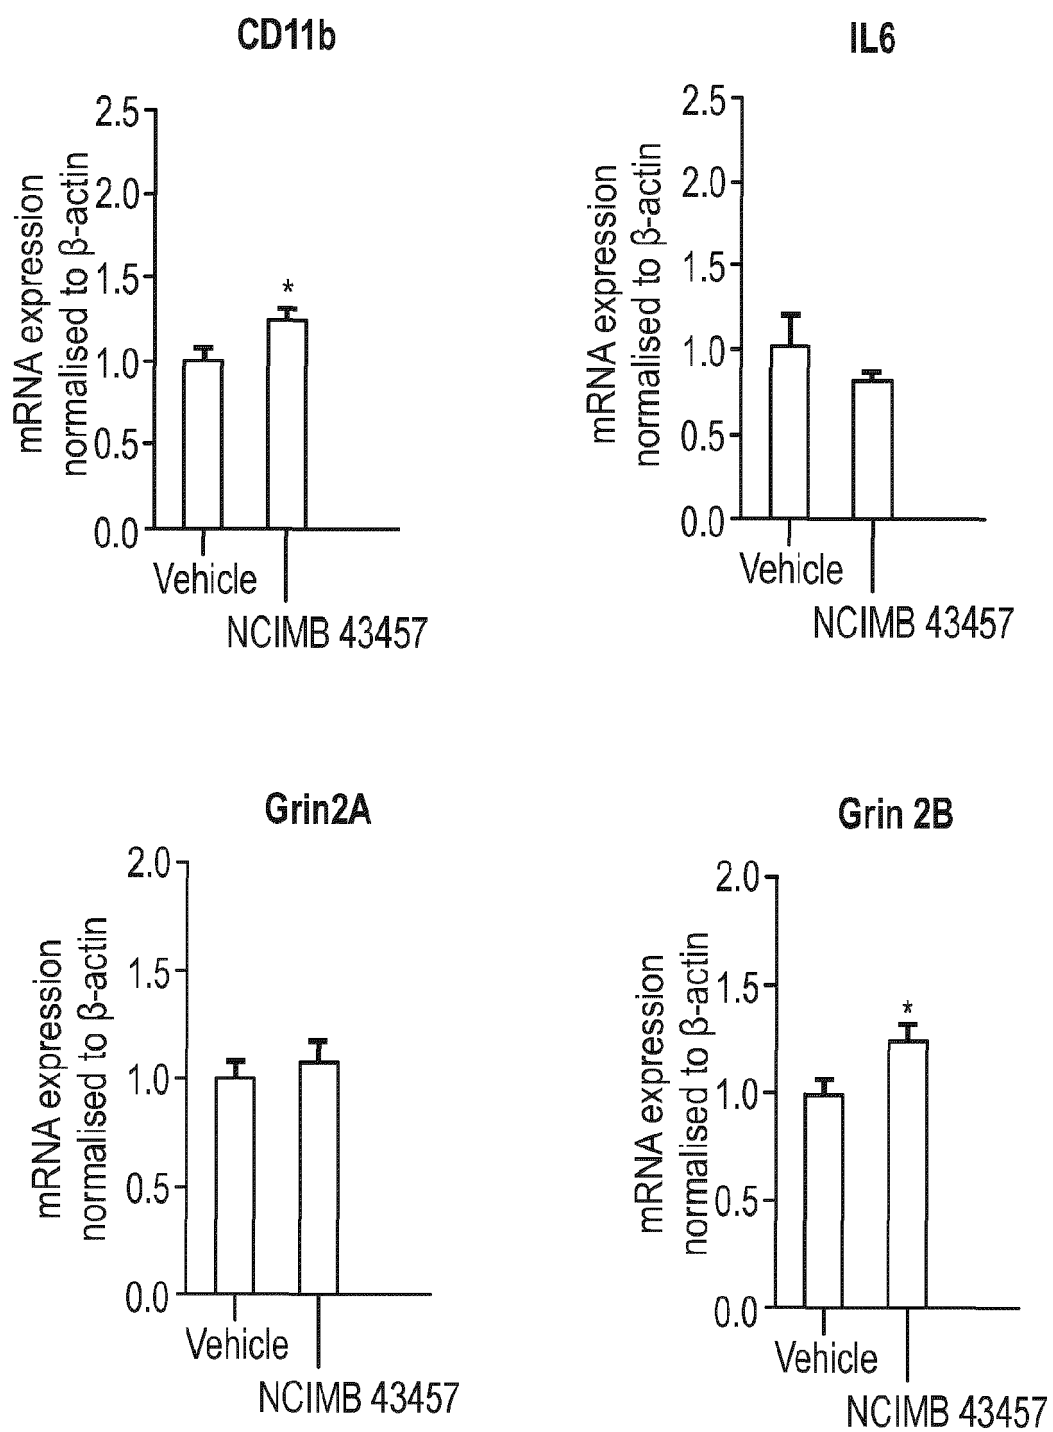 CD11b
mRNA expression
normalised to β-actin
2.5
2.0
1.5
1.0
0.5
0.0
*
Vehicle
NCIMB 43457
IL6
mRNA expression
normalised to β-actin
2.5
2.0
1.5
1.0
0.5
0.0
Vehicle
NCIMB 43457
Grin2A
mRNA expression
normalised to β-actin
2.0
1.5
1.0
0.5
0.0
Vehicle
NCIMB 43457
Grin 2B
mRNA expression
normalised to β-actin
2.0
1.5
1.0
0.5
0.0
*
Vehicle
NCIMB 43457